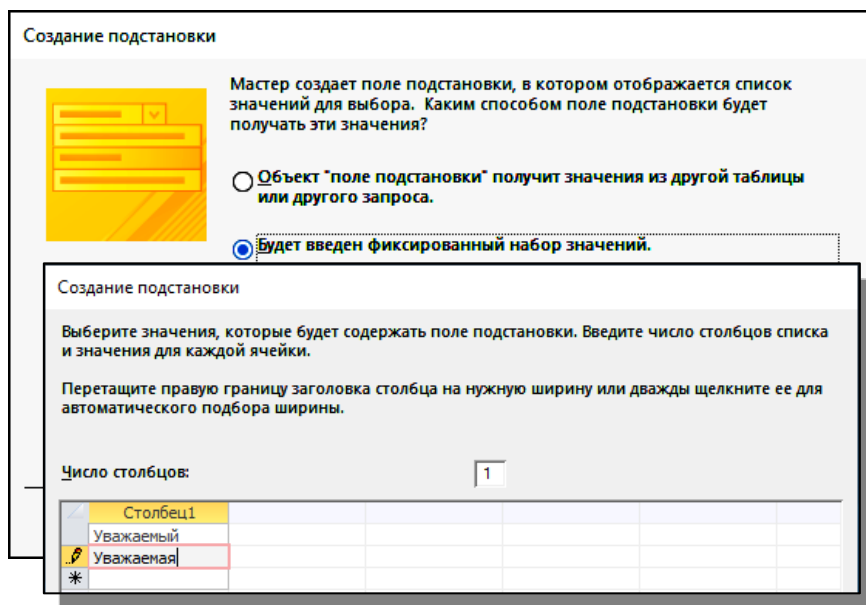 Создание подстановки
Мастер создает поле подстановки, в котором отображается список
значений для выбора. Каким способом поле подстановки будет
получать эти значения?
Объект "поле подстановки" получит значения из другой таблицы
или другого запроса.
Будет введен фиксированный набор значений.
Создание подстановки
Выберите значения, которые будет содержать поле подстановки. Введите число столбцов списка
и значения для каждой ячейки.
Перетащите правую границу заголовка столбца на нужную ширину или дважды щелкните ее для
автоматического подбора ширины.
Число столбцов: 1
Столбец1
Уважаемый
Уважаемая